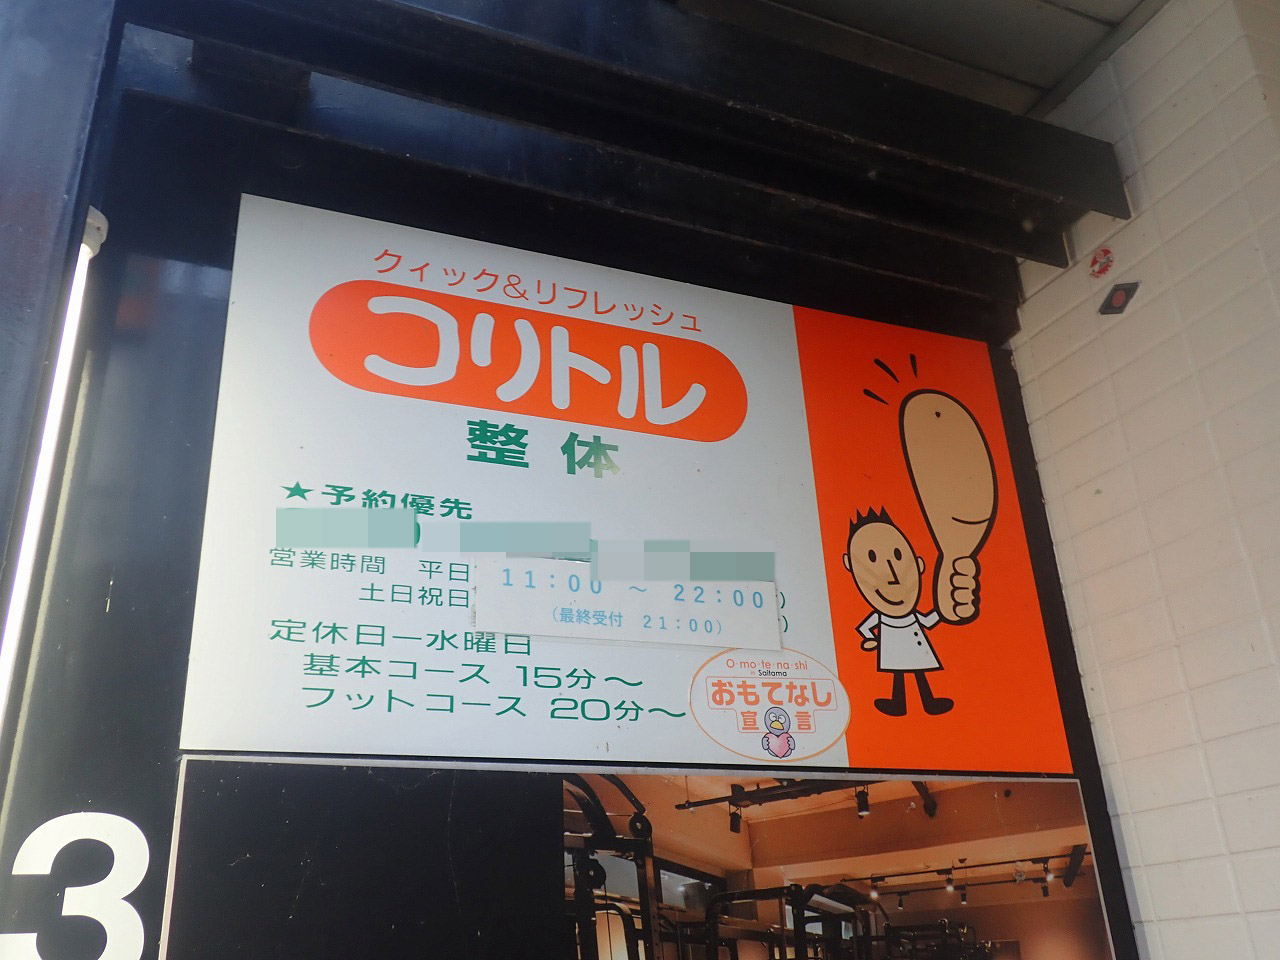 クイック&リフレッシュ
コリトル
整体
★予約優先
営業時間 平日
土日祝日
11:00 ～ 22:00
(最終受付 21:00)
定休日ー水曜日
基本コース 15分～
フットコース 20分～
O・mo・te・na・shi
in Saitama
おもてなし
宣言
3